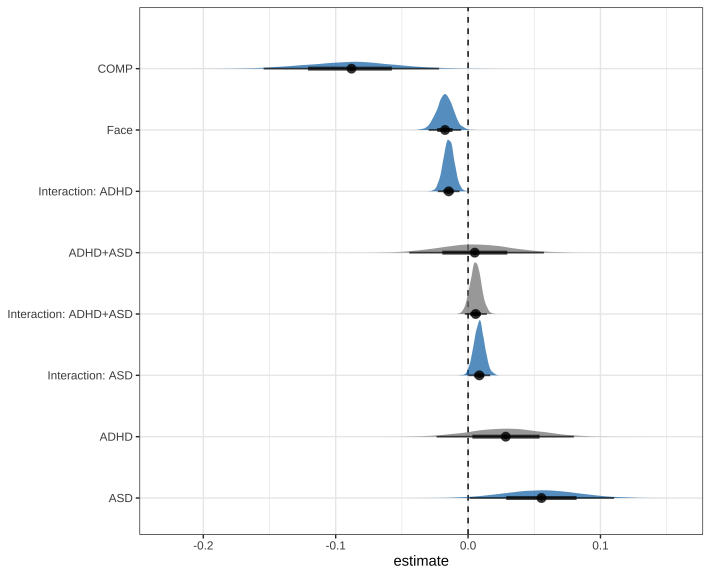 COMP
Face
Interaction: ADHD
ADHD+ASD
Interaction: ADHD+ASD
Interaction: ASD
ADHD
ASD
-0.2 -0.1 0.0 0.1
estimate